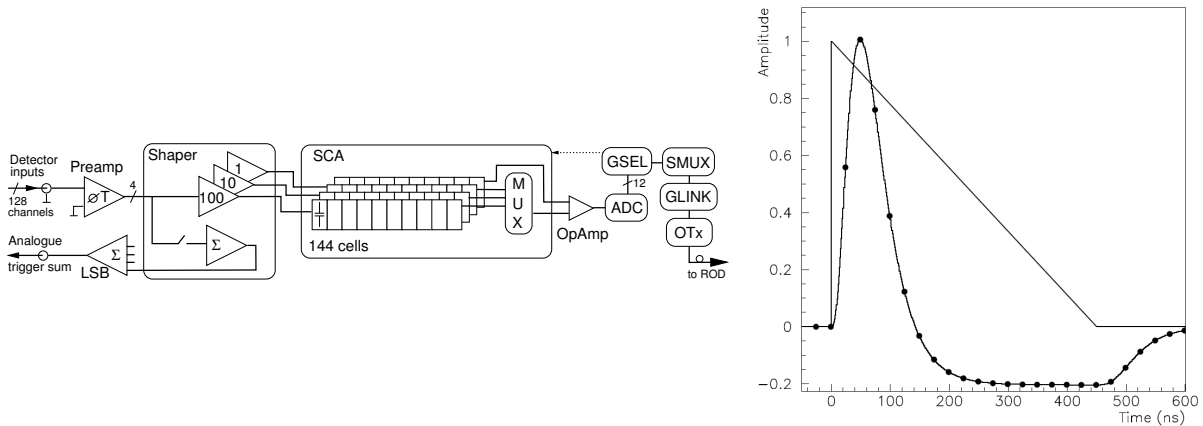 Detector
inputs
128
channels
Preamp
ØT
4
Shaper
1
10
100
Σ
Analogue
trigger sum
Σ
LSB
SCA
144 cells
M
U
X
OpAmp
GSEL
12
ADC
SMUX
GLINK
OTx
to ROD
Amplitude
1
0.8
0.6
0.4
0.2
0
−0.2
0 100 200 300 400 500 600
Time (ns)